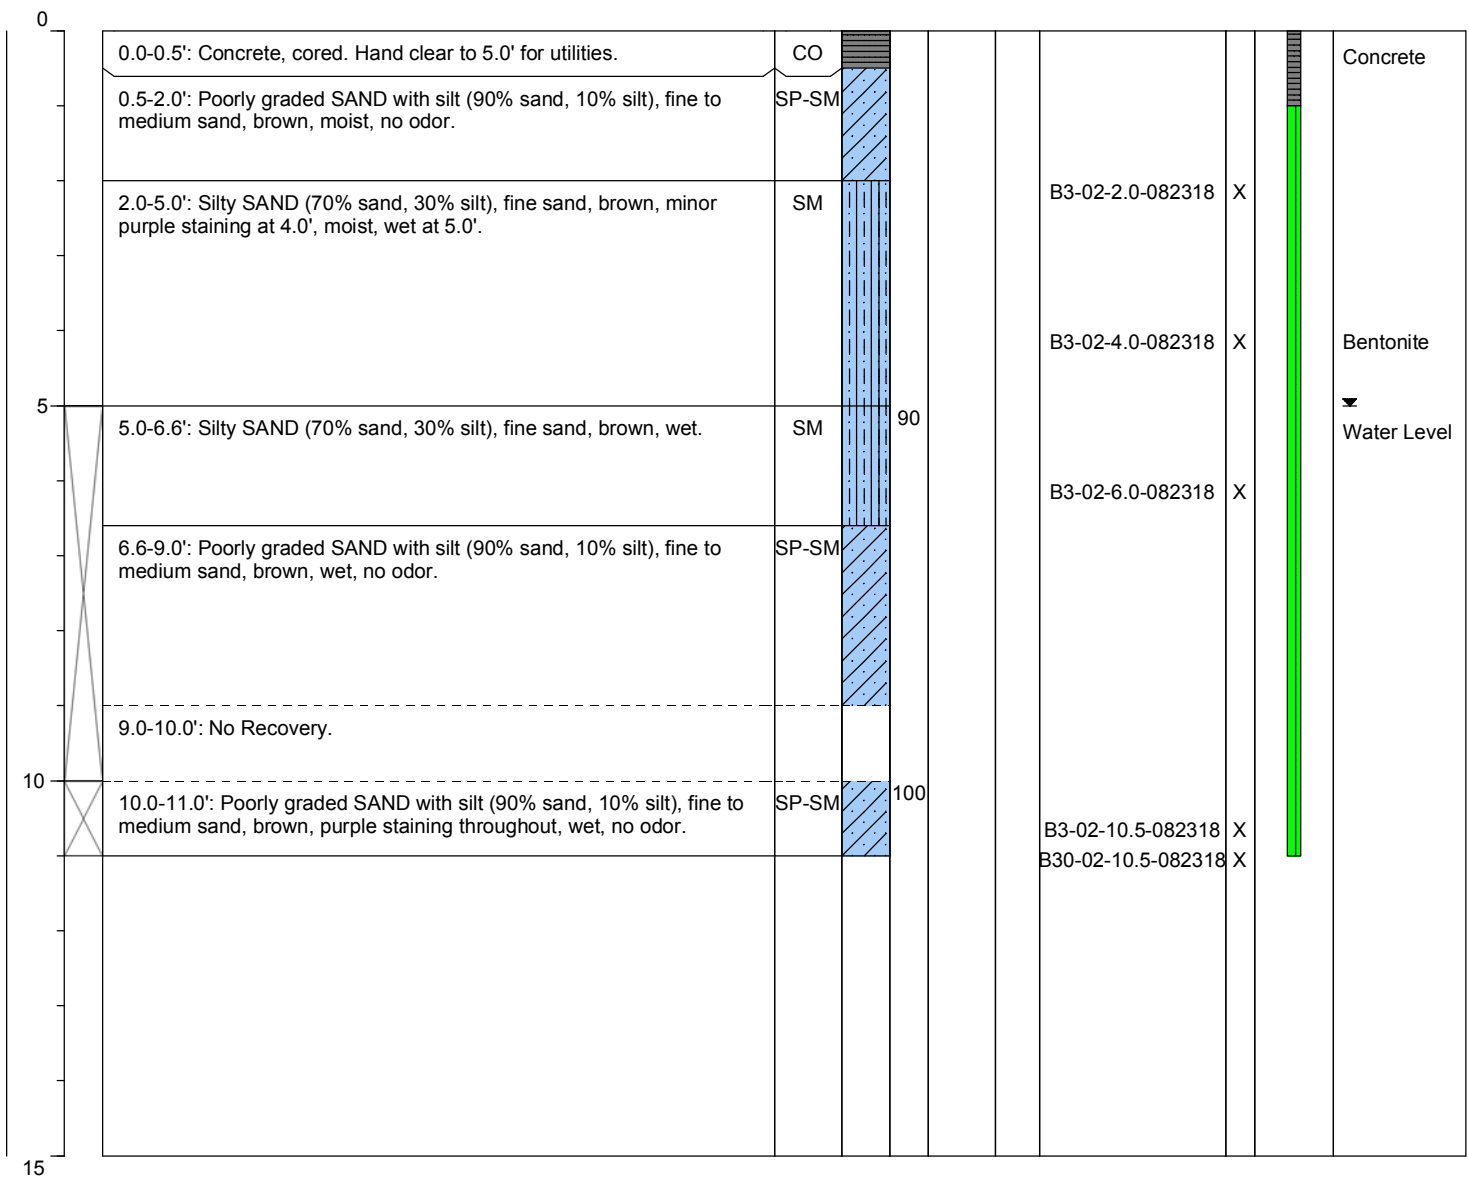 0
0.0-0.5': Concrete, cored. Hand clear to 5.0' for utilities.
CO
Concrete
0.5-2.0': Poorly graded SAND with silt (90% sand, 10% silt), fine to
medium sand, brown, moist, no odor.
SP-SM
2.0-5.0': Silty SAND (70% sand, 30% silt), fine sand, brown, minor
purple staining at 4.0', moist, wet at 5.0'.
SM
B3-02-2.0-082318 X
B3-02-4.0-082318 X
Bentonite
5
5.0-6.6': Silty SAND (70% sand, 30% silt), fine sand, brown, wet.
SM
90
Water Level
B3-02-6.0-082318 X
6.6-9.0': Poorly graded SAND with silt (90% sand, 10% silt), fine to
medium sand, brown, wet, no odor.
SP-SM
9.0-10.0': No Recovery.
10
10.0-11.0': Poorly graded SAND with silt (90% sand, 10% silt), fine to
medium sand, brown, purple staining throughout, wet, no odor.
SP-SM
100
B3-02-10.5-082318 X
B30-02-10.5-082318 X
15